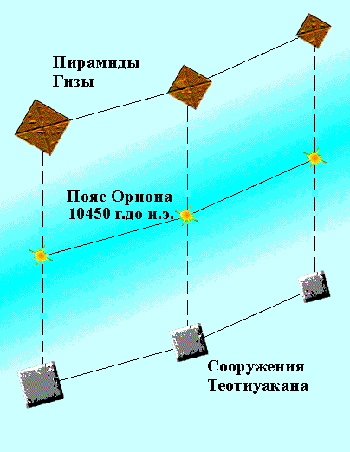 Пирамиды
Гизы
Пояс Ориона
10450 г.до н.э.
Сооружения
Теотиуакана